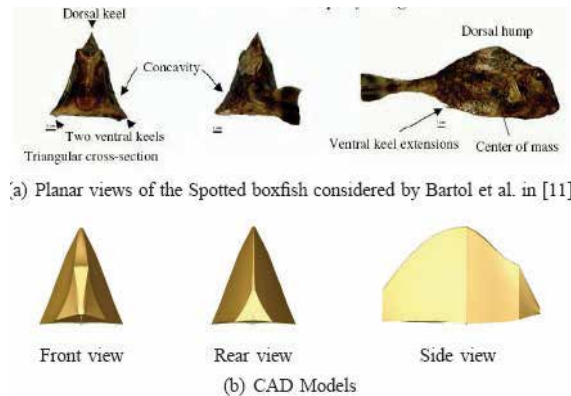 Dorsal keel
Dorsal hump
Concavity
Two ventral keels
Triangular cross-section
Ventral keel extensions
Center of mass
(a) Planar views of the Spotted boxfish considered by Bartol et al. in [11]
Front view
Rear view
Side view
(b) CAD Models